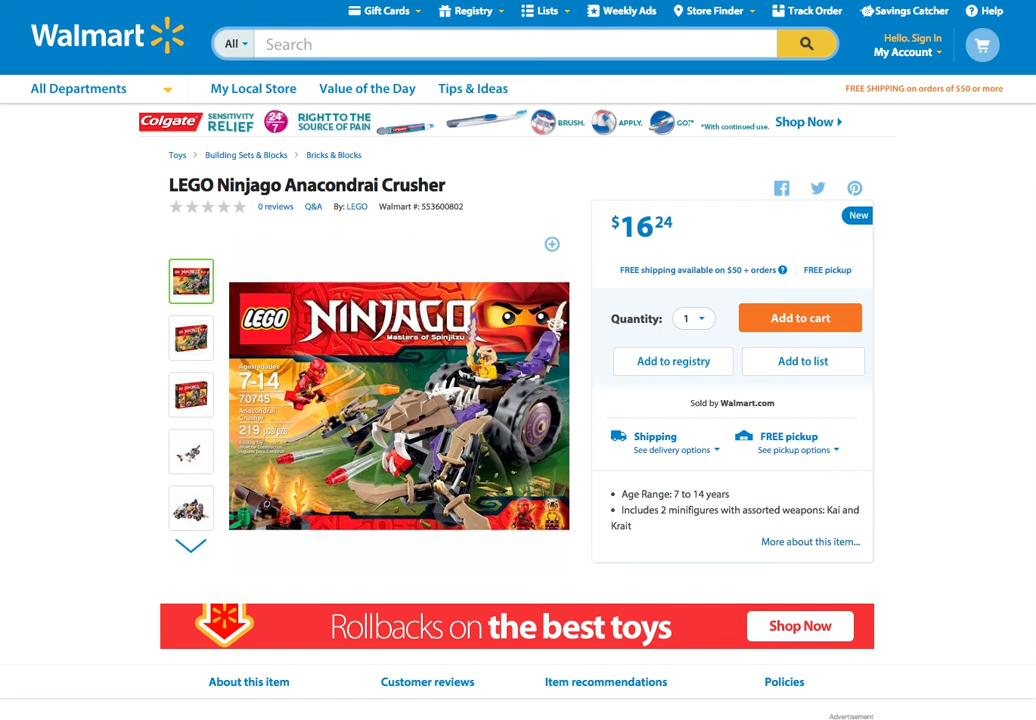 Gift Cards
Registry
Lists
Weekly Ads
Store Finder
Track Order
Savings Catcher
Help
Walmart
All
Search
Hello. Sign In
My Account
All Departments
My Local Store
Value of the Day
Tips & Ideas
FREE SHIPPING on orders of $50 or more
Colgate
SENSITIVITY
RELIEF
24
7
RIGHT TO THE
SOURCE OF PAIN
BRUSH.
APPLY.
GO!*
*With continued use.
Shop Now
Toys
Building Sets & Blocks
Bricks & Blocks
LEGO Ninjago Anacondrai Crusher
0 reviews
Q&A
By: LEGO
Walmart #: 553600802
New
$16 24
FREE shipping available on $50 + orders ?
FREE pickup
Quantity:
1
Add to cart
Add to registry
Add to list
Sold by Walmart.com
Shipping
See delivery options
FREE pickup
See pickup options
• Age Range: 7 to 14 years
• Includes 2 minifigures with assorted weapons: Kai and
Krait
More about this item...
LEGO
NINJAGO
Masters of Spinjitzu
Ages/edades
7-14
70745
Anacondrai
Crusher
219 pcs/pzs
Rollbacks on the best toys
Shop Now
About this item
Customer reviews
Item recommendations
Policies
Advertisement